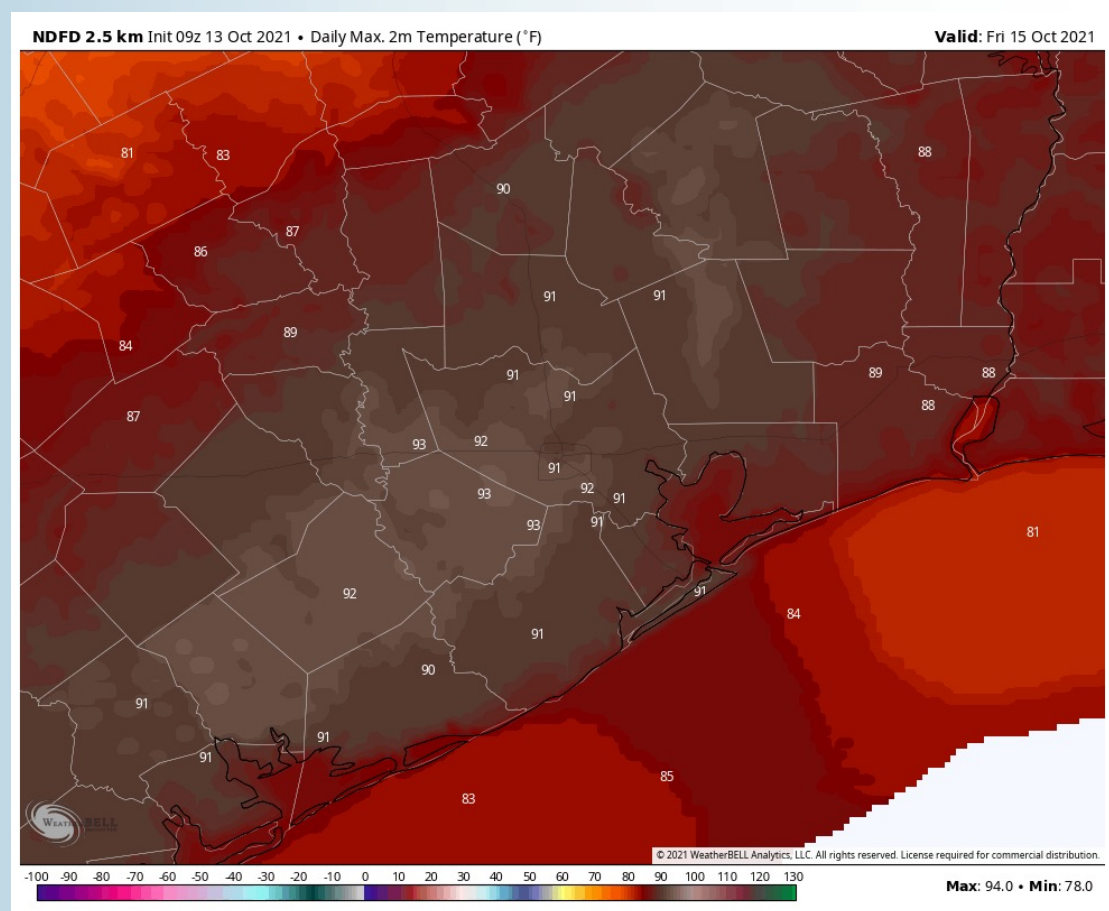 NDFD 2.5 km Init 09z 13 Oct 2021 • Daily Max. 2m Temperature (°F) Valid: Fri 15 Oct 2021
81 83 88
90
86 87
91 91
84 89
87 91 91 89 88 88
93 92
91
93 92 91
93 91 81
92 91 84
91
90
91
91 91
85
83
WEATHERBELL
© 2021 WeatherBELL Analytics, LLC. All rights reserved. License required for commercial distribution.
-100 -90 -80 -70 -60 -50 -40 -30 -20 -10 0 10 20 30 40 50 60 70 80 90 100 110 120 130
Max: 94.0 • Min: 78.0